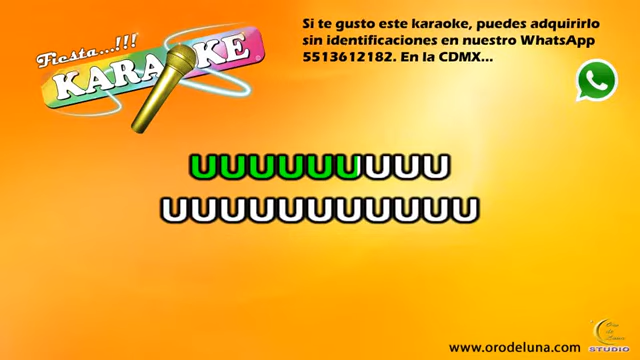 Fiesta...!!!
KARAOKE
Si te gusto este karaoke, puedes adquirirlo
sin identificaciones en nuestro WhatsApp
5513612182. En la CDMX...
UUUUUUUUU
UUUUUUUUUUU
STUDIO
www.orodeluna.com